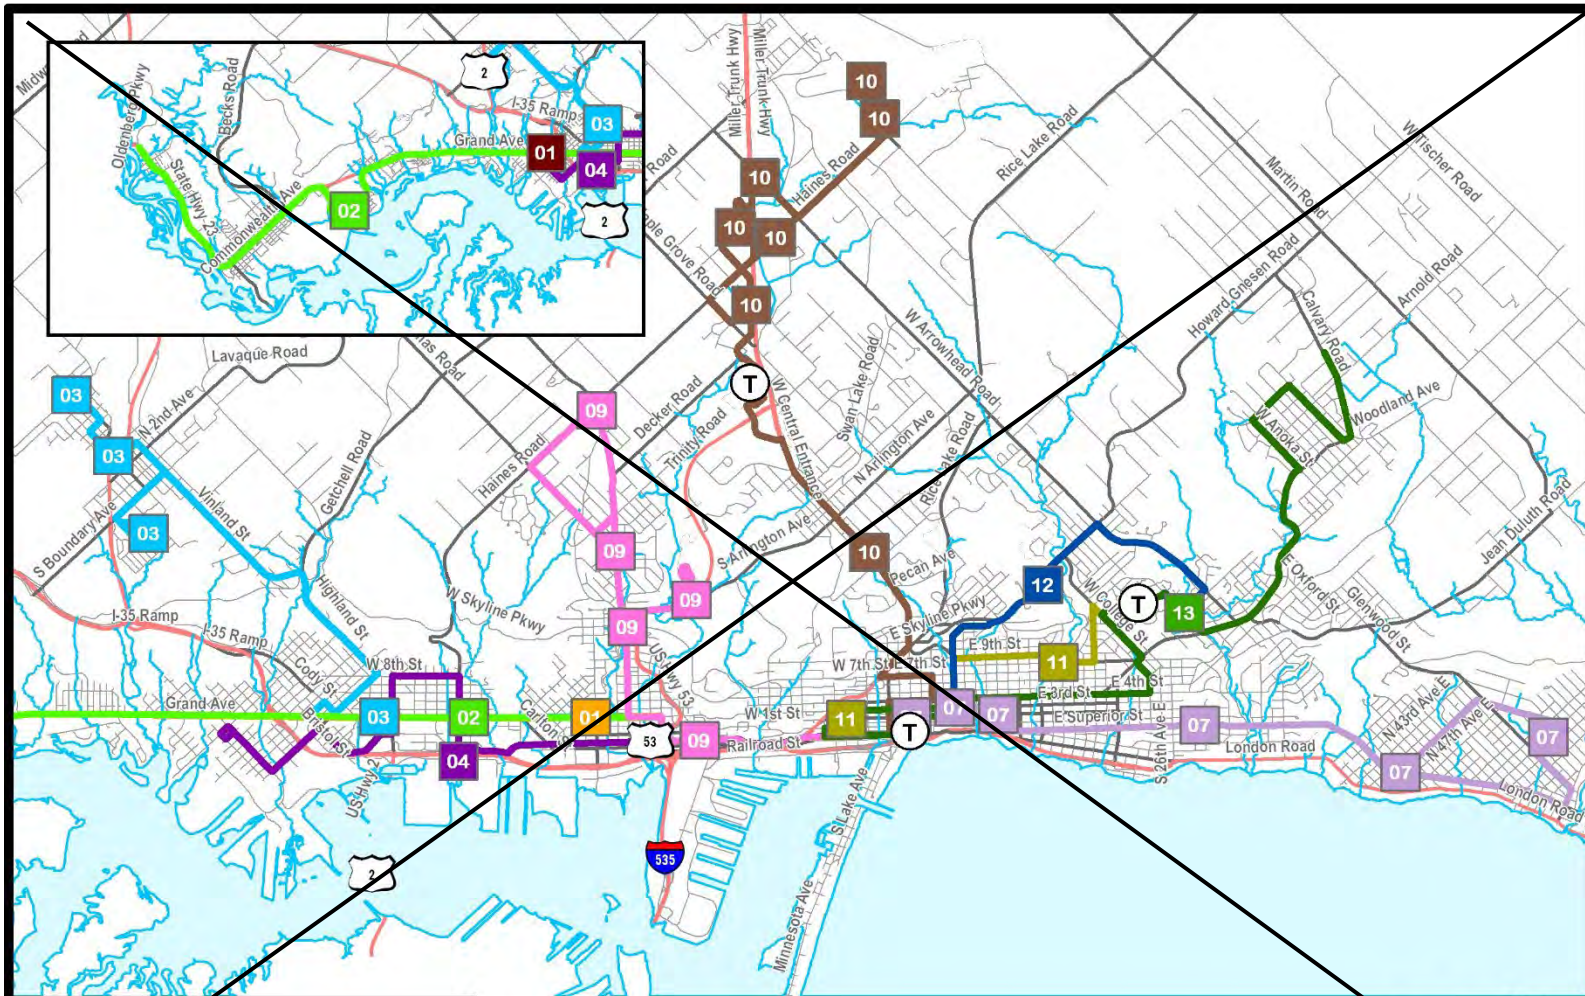 Oldenberg Pkwy
Becks Road
2
I-35 Ramp
03
Grand Ave
01
04
State Hwy 23
Commonwealth Ave
02
2
Miller Trunk Hwy
Miller Trunk Hwy
10
10
Rice Lake Road
W Tischer Road
Martin Road
Road
10
Haines Road
10
10
aple Grove Road
10
Howard Gnesen Road
Arnold Road
Calvary Road
W Arrowhead Road
Lavaque Road
Road
03
N 2nd Ave
03
T
09
Decker Road
Swan Lake Road
W Central Entrance
Trinity Road
N Arlington Ave
Rice Lake Road
Woodland Ave
W Anoka St
Getchell Road
Haines Road
Vinland St
S Boundary Ave
03
09
S Arlington Ave
10
Pecan Ave
Jean Duluth Road
E Oxford St
Glenwood St
12
W College St
T
13
09
09
Highland St
W Skyline Pkwy
E Skyline Pkwy
I-35 Ramp
I-35 Ramp
W 8th St
Cody St
US Hwy 53
W 7th St
E 7th St
E 9th St
11
E 4th St
E 3rd St
Grand Ave
03
02
01
W 1st St
11
07
07
E Superior St
07
N 43rd Ave E
N 47th Ave E
07
Bristol St
04
53
09
Railroad St
T
S 26th Ave E
London Road
07
London Road
US Hwy 2
S Lake Ave
535
2
Minnesota Ave